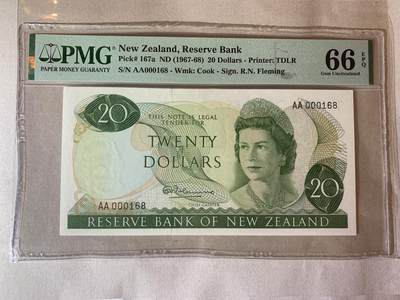 PMG
PAPER MONEY GUARANTY
New Zealand, Reserve Bank
Pick# 167a ND (1967-68) 20 Dollars - Printer: TDLR
S/N AA000168 - Wmk: Cook - Sign. R.N. Fleming
66 EPQ
Gem Uncirculated
20
THIS NOTE IS LEGAL
TENDER FOR
AA 000168
TWENTY
DOLLARS
CHIEF CASHIER
AA 000168
20
RESERVE BANK OF NEW ZEALAND